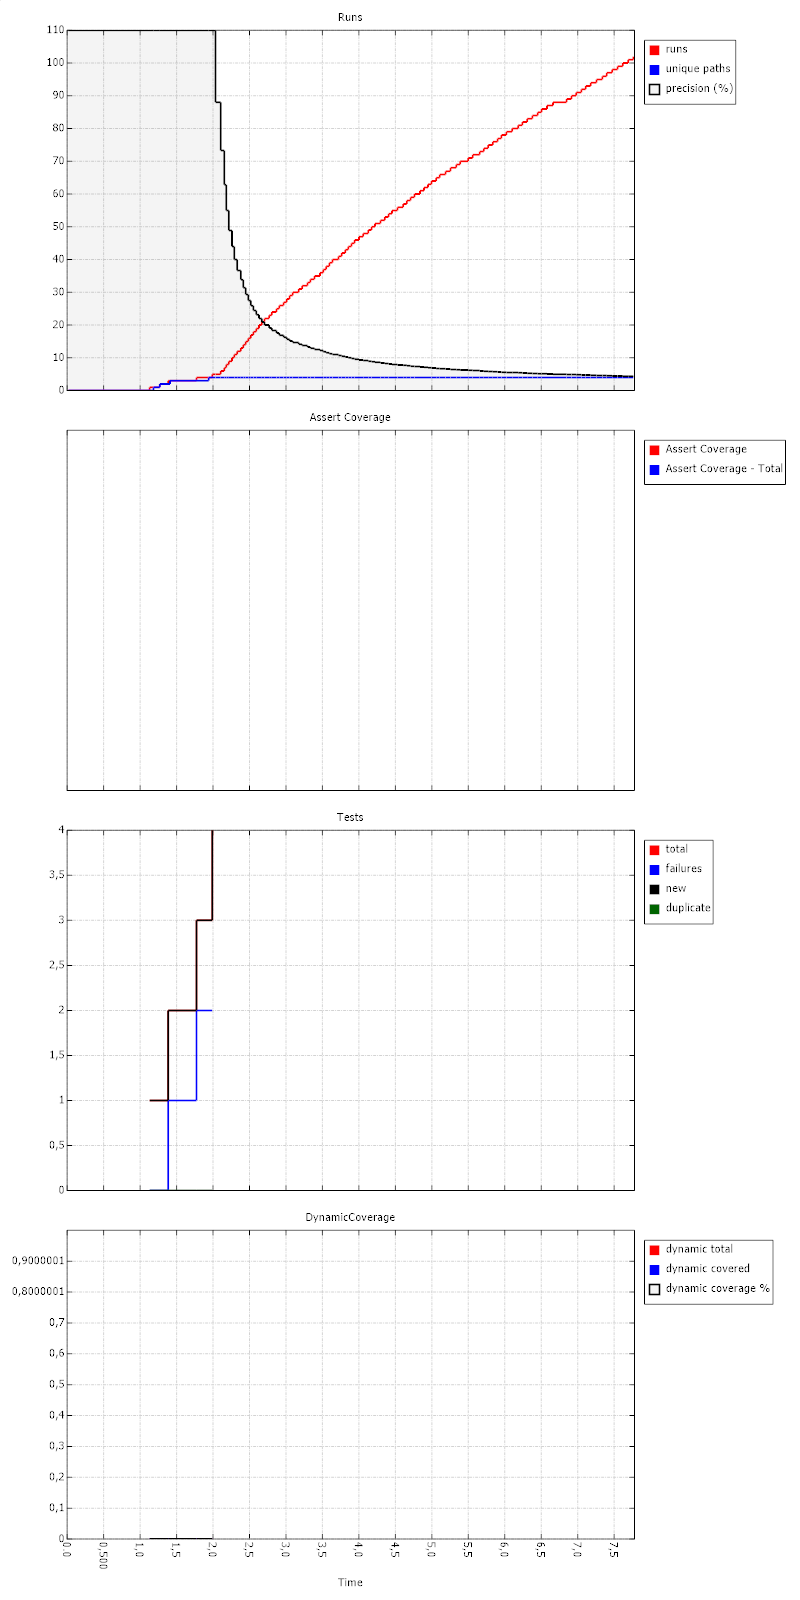 Runs
110
100
90
80
70
60
50
40
30
20
10
0
runs
unique paths
precision (%)
Assert Coverage
Assert Coverage
Assert Coverage - Total
Tests
4
3,5
3
2,5
2
1,5
1
0,5
0
total
failures
new
duplicate
DynamicCoverage
0,9000001
0,8000001
0,7
0,6
0,5
0,4
0,3
0,2
0,1
0
dynamic total
dynamic covered
dynamic coverage %
0.0
0,500
1,0
1,5
2,0
2,5
3,0
3,5
4,0
4,5
5,0
5,5
6,0
6,5
7,0
7,5
Time